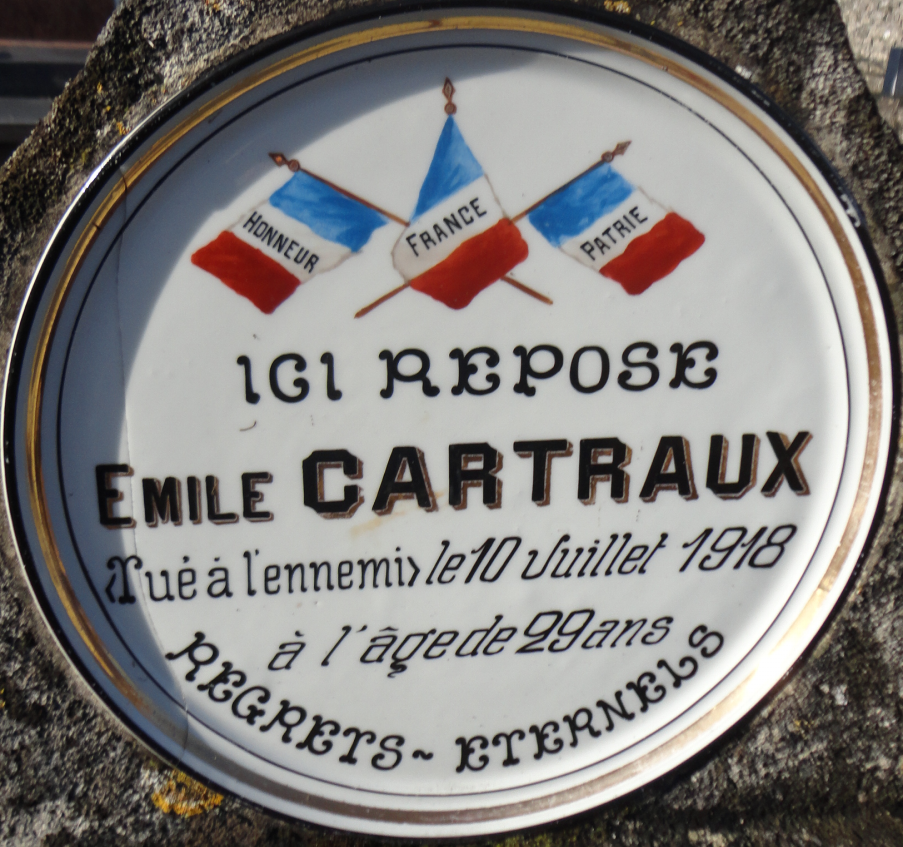 HONNEUR
FRANCE
PATRIE
ICI REPOSE
EMILE CARTRAUX
<Tué à l'ennemi> le 10 Juillet 1918
à l'âge de 29 ans
REGRETS ~ ETERNELS